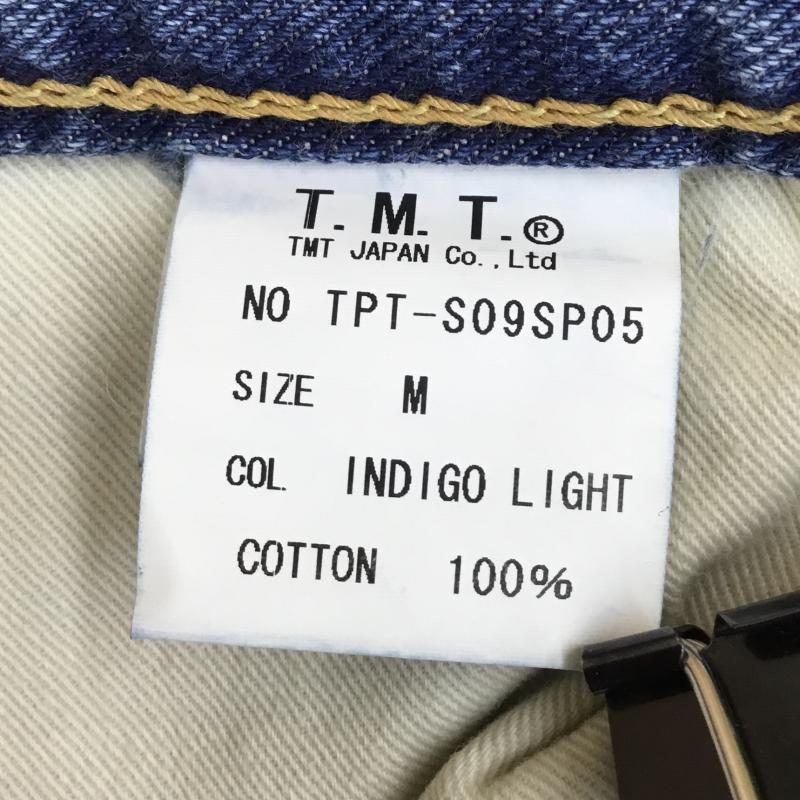 T. M. T.®
TMT JAPAN Co.,Ltd
NO TPT-S09SP05
SIZE M
COL. INDIGO LIGHT
COTTON 100%